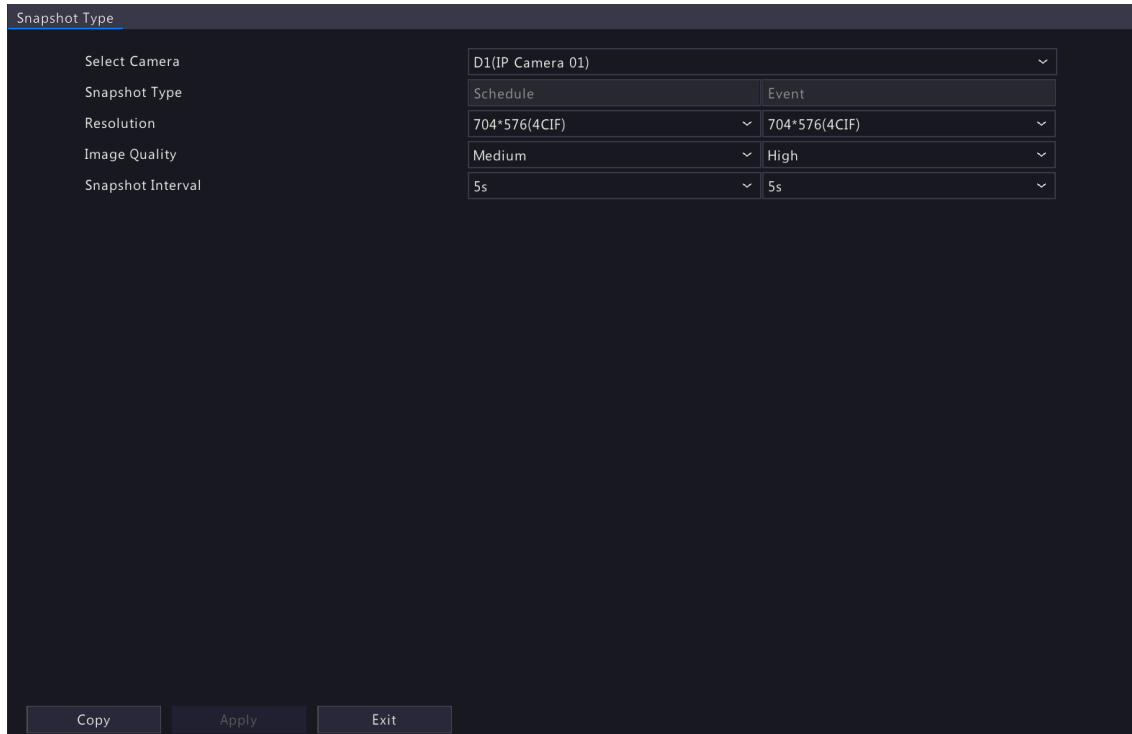 Snapshot Type
Select Camera D1(IP Camera 01)
Snapshot Type Schedule Event
Resolution 704*576(4CIF) 704*576(4CIF)
Image Quality Medium High
Snapshot Interval 5s 5s
Copy Apply Exit